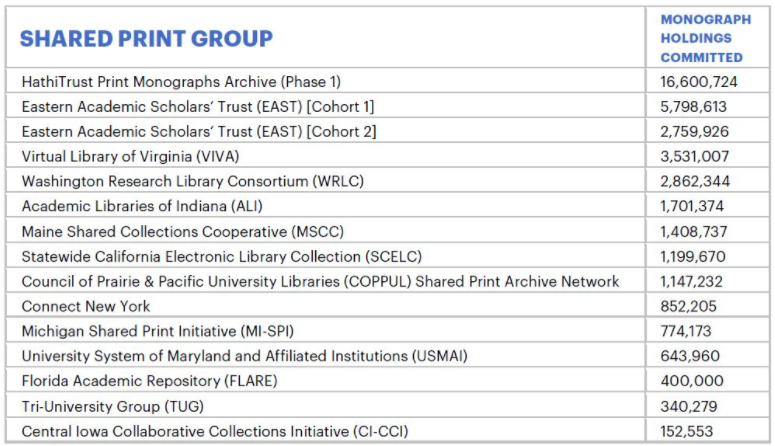 SHARED PRINT GROUP
MONOGRAPH
HOLDINGS
COMMITTED
HathiTrust Print Monographs Archive (Phase 1) 16,600,724
Eastern Academic Scholars' Trust (EAST) [Cohort 1] 5,798,613
Eastern Academic Scholars' Trust (EAST) [Cohort 2] 2,759,926
Virtual Library of Virginia (VIVA) 3,531,007
Washington Research Library Consortium (WRLC) 2,862,344
Academic Libraries of Indiana (ALI) 1,701,374
Maine Shared Collections Cooperative (MSCC) 1,408,737
Statewide California Electronic Library Collection (SCELC) 1,199,670
Council of Prairie & Pacific University Libraries (COPPUL) Shared Print Archive Network 1,147,232
Connect New York 852,205
Michigan Shared Print Initiative (MI-SPI) 774,173
University System of Maryland and Affiliated Institutions (USMAI) 643,960
Florida Academic Repository (FLARE) 400,000
Tri-University Group (TUG) 340,279
Central Iowa Collaborative Collections Initiative (CI-CCI) 152,553